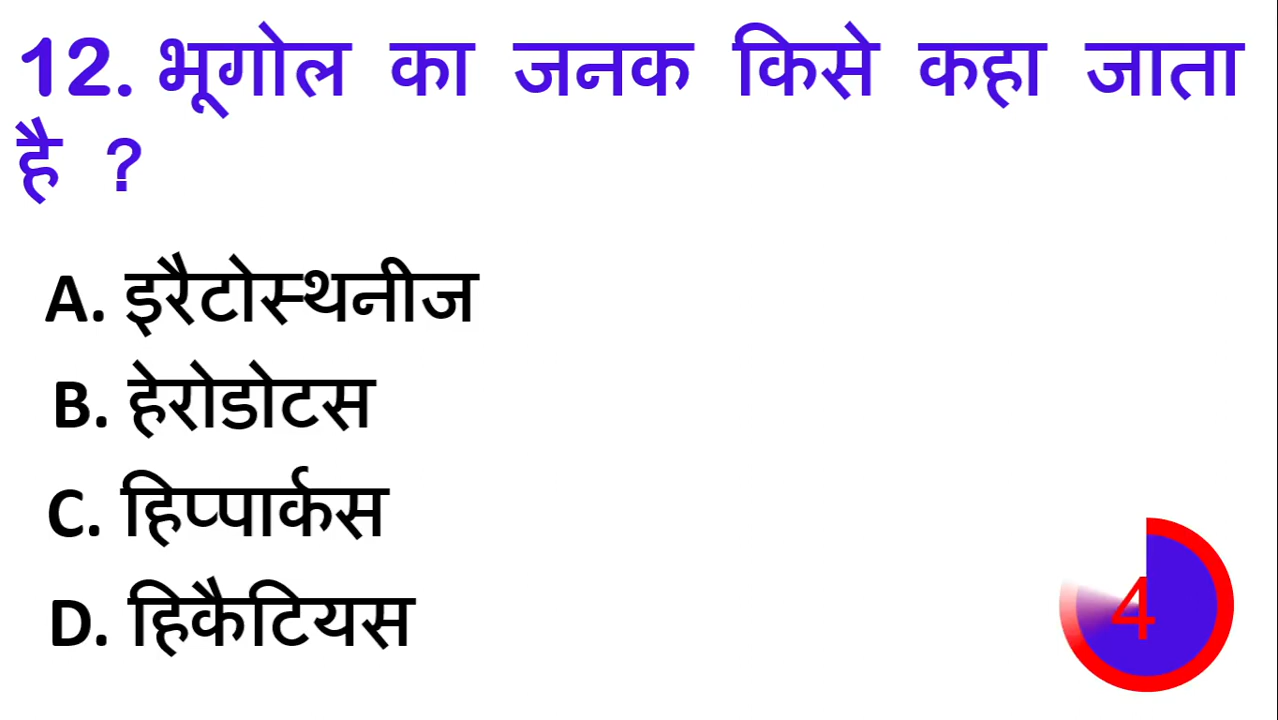 12. भूगोल का जनक किसे कहा जाता
है ?
A. इरैटोस्थनीज
B. हेरोडोटस
C. हिप्पार्कस
D. हिकैटियस
4